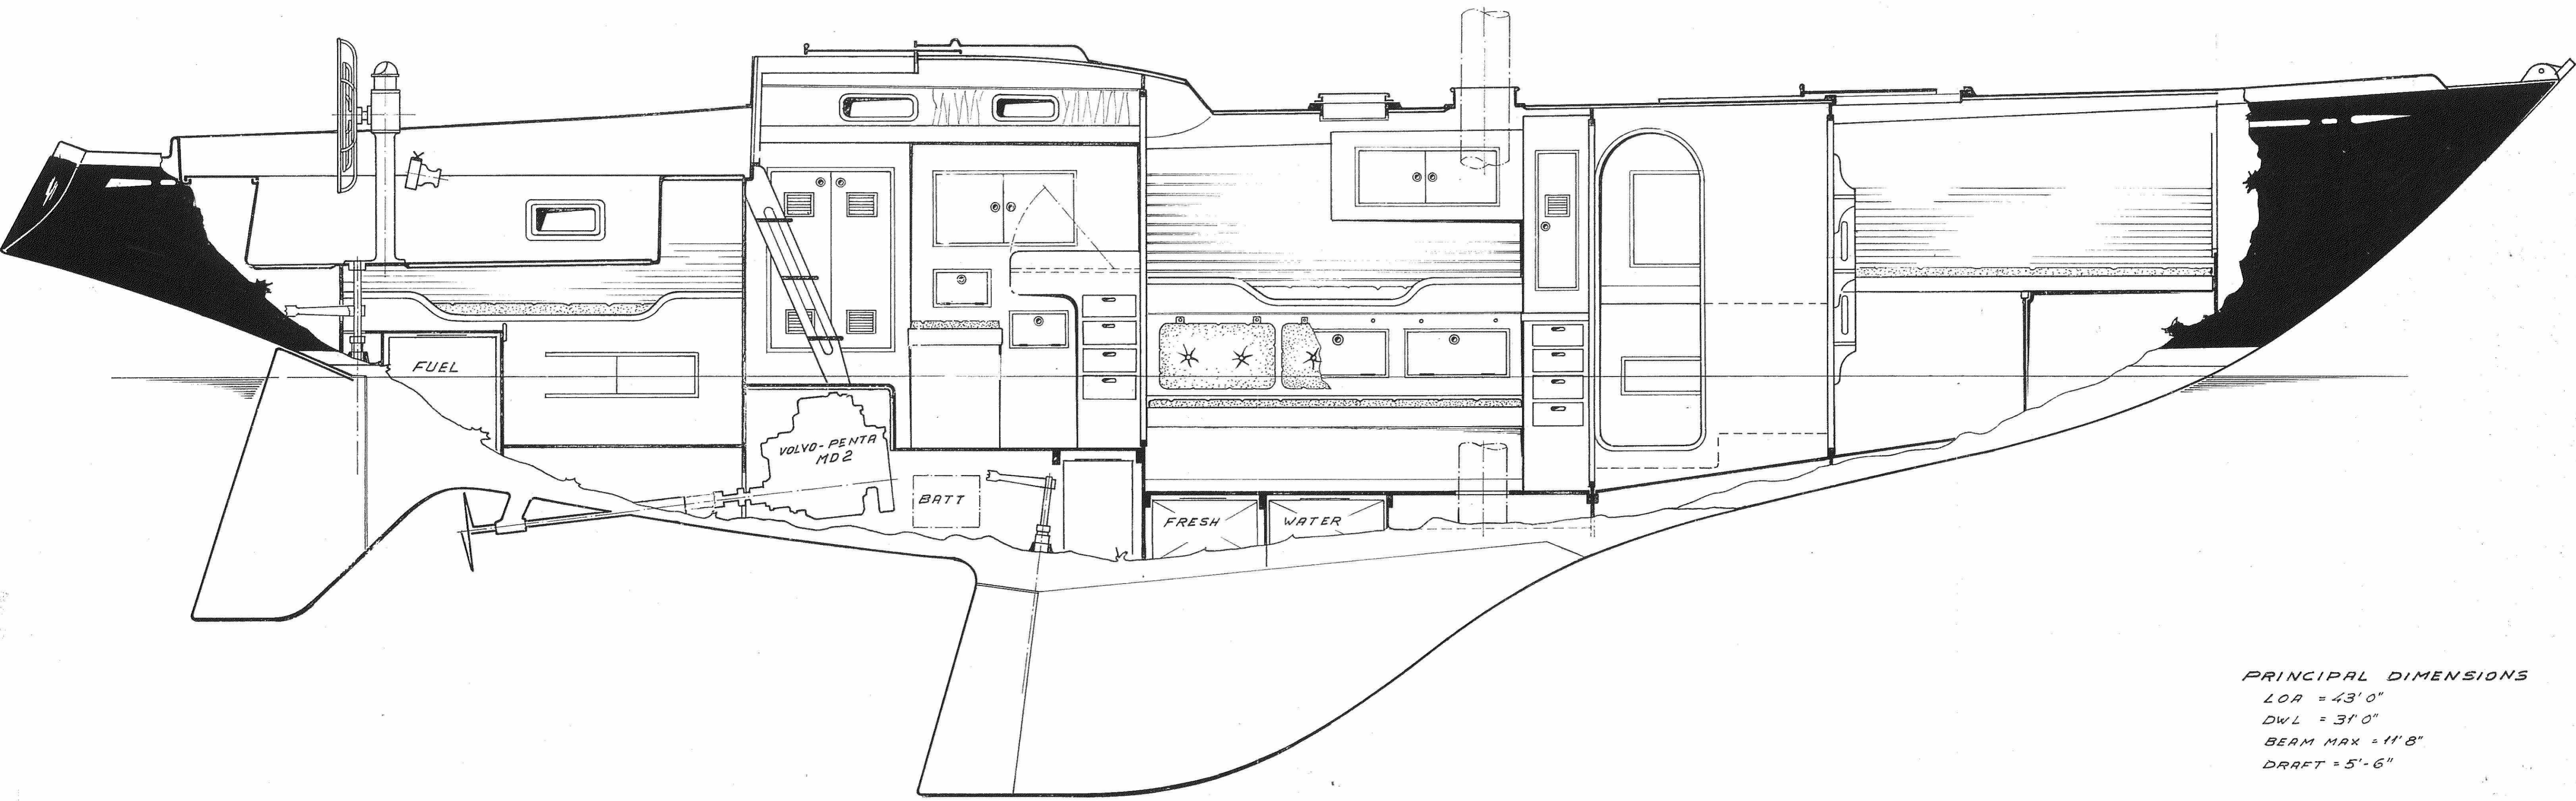 FUEL
VOLVO-PENTA
MD2
BATT
FRESH WATER
PRINCIPAL DIMENSIONS
LOA = 43' 0"
DWL = 31' 0"
BEAM MAX = 11' 8"
DRAFT = 5'-6"